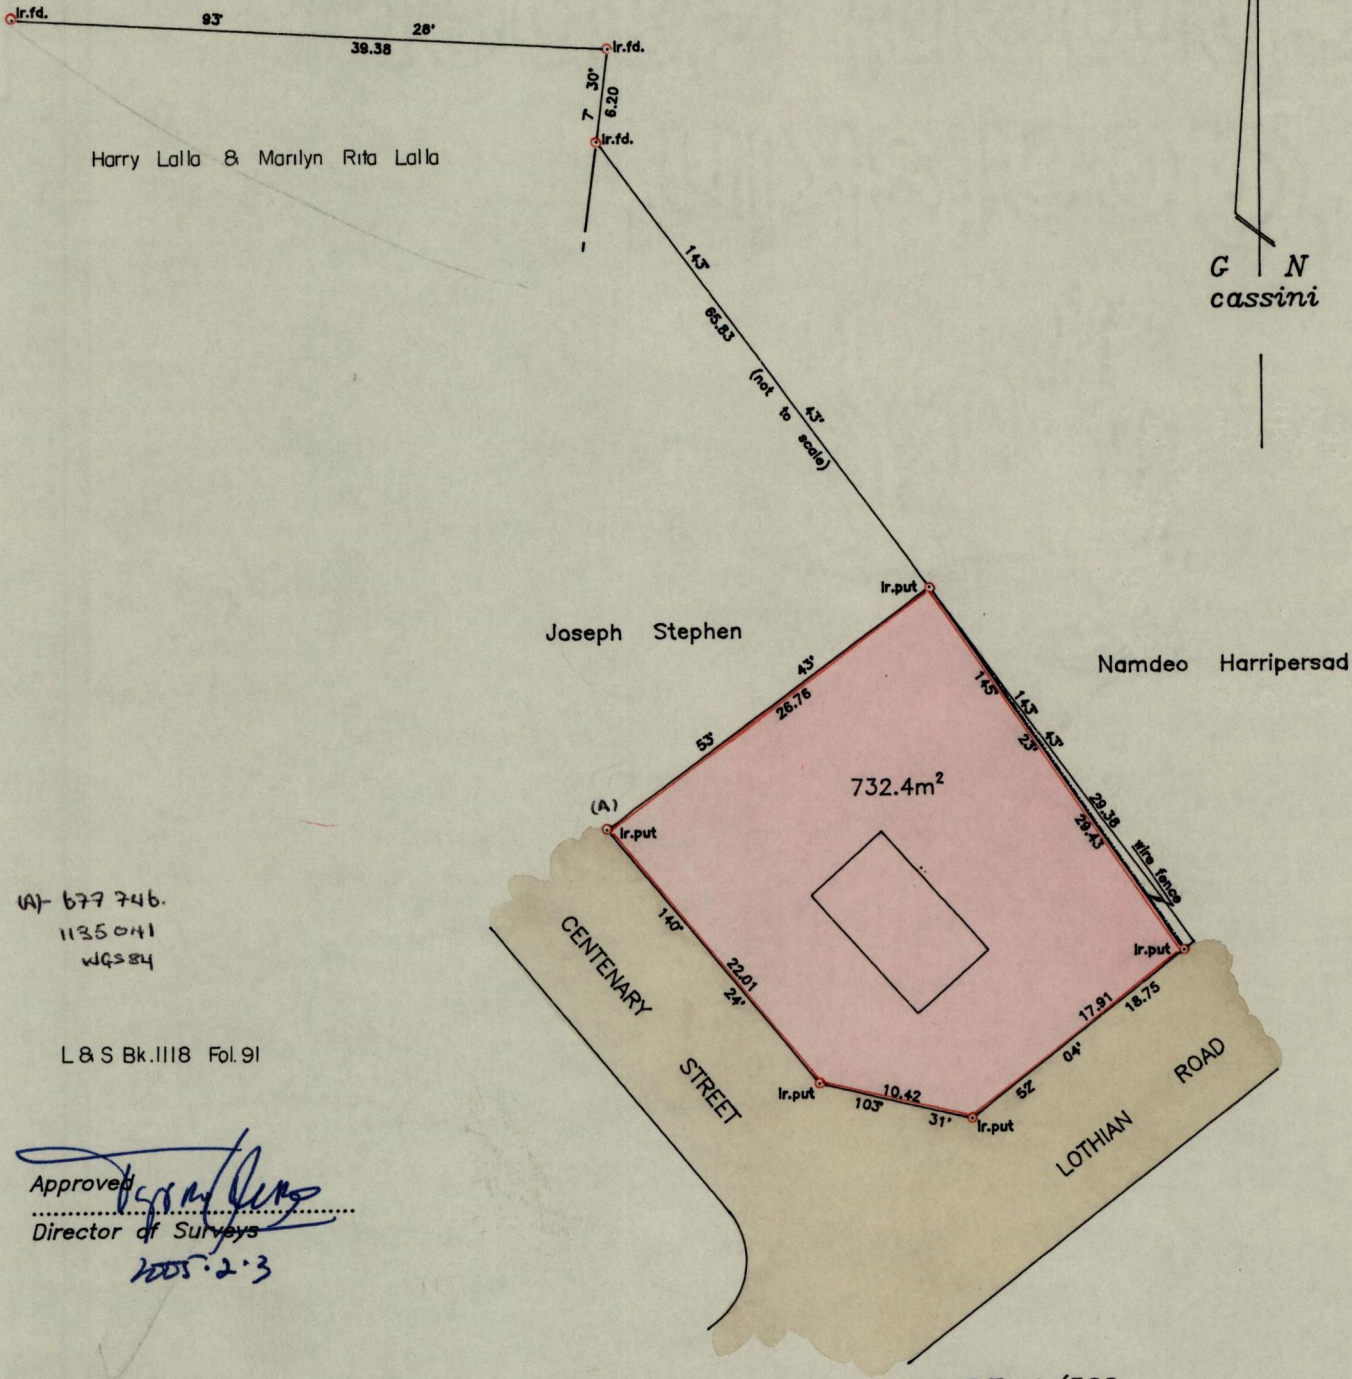 Ir.fd.
93° 28'
39.38
Ir.fd.
7° 30'
6.20
Ir.fd.
Harry Lalla & Marilyn Rita Lalla
G N
cassini
143° 43'
65.83
(not to scale)
Ir.put
Joseph Stephen
Namdeo Harripersad
53° 43'
26.76
145° 23'
29.43
143° 43'
29.38
wire fence
732.4m²
(A)
Ir.put
(A)- 677 746.
1135041
WGS84
140° 24'
22.01
CENTENARY
STREET
Ir.put
17.91
18.75
52° 04'
ROAD
LOTHIAN
L & S Bk.1118 Fol.91
Ir.put
10.42
103° 31'
Ir.put
Approved
Director of Surveys
2005.2.3